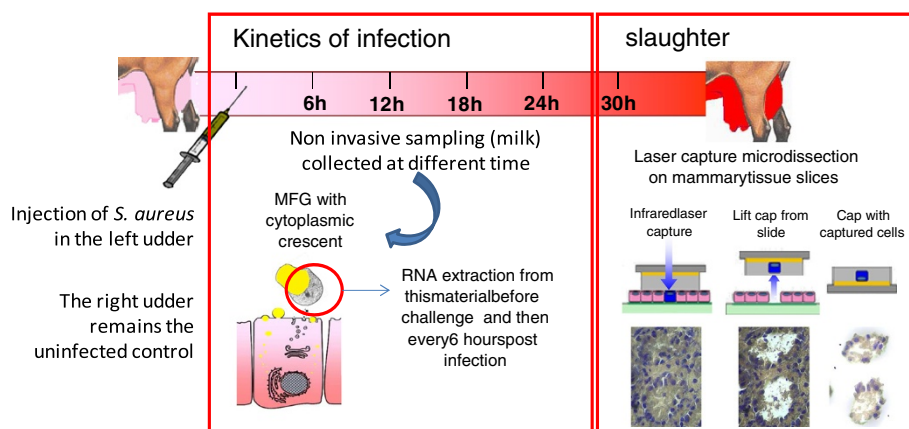 Kinetics of infection
slaughter
6h
12h
18h
24h
30h
Non invasive sampling (milk)
collected at different time
Injection of S. aureus
in the left udder
The right udder
remains the
uninfected control
MFG with
cytoplasmic
crescent
RNA extraction from
thismaterialbefore
challenge and then
every6 hourspost
infection
Laser capture microdissection
on mammarytissue slices
Infraredlaser
capture
Lift cap from
slide
Cap with
captured cells